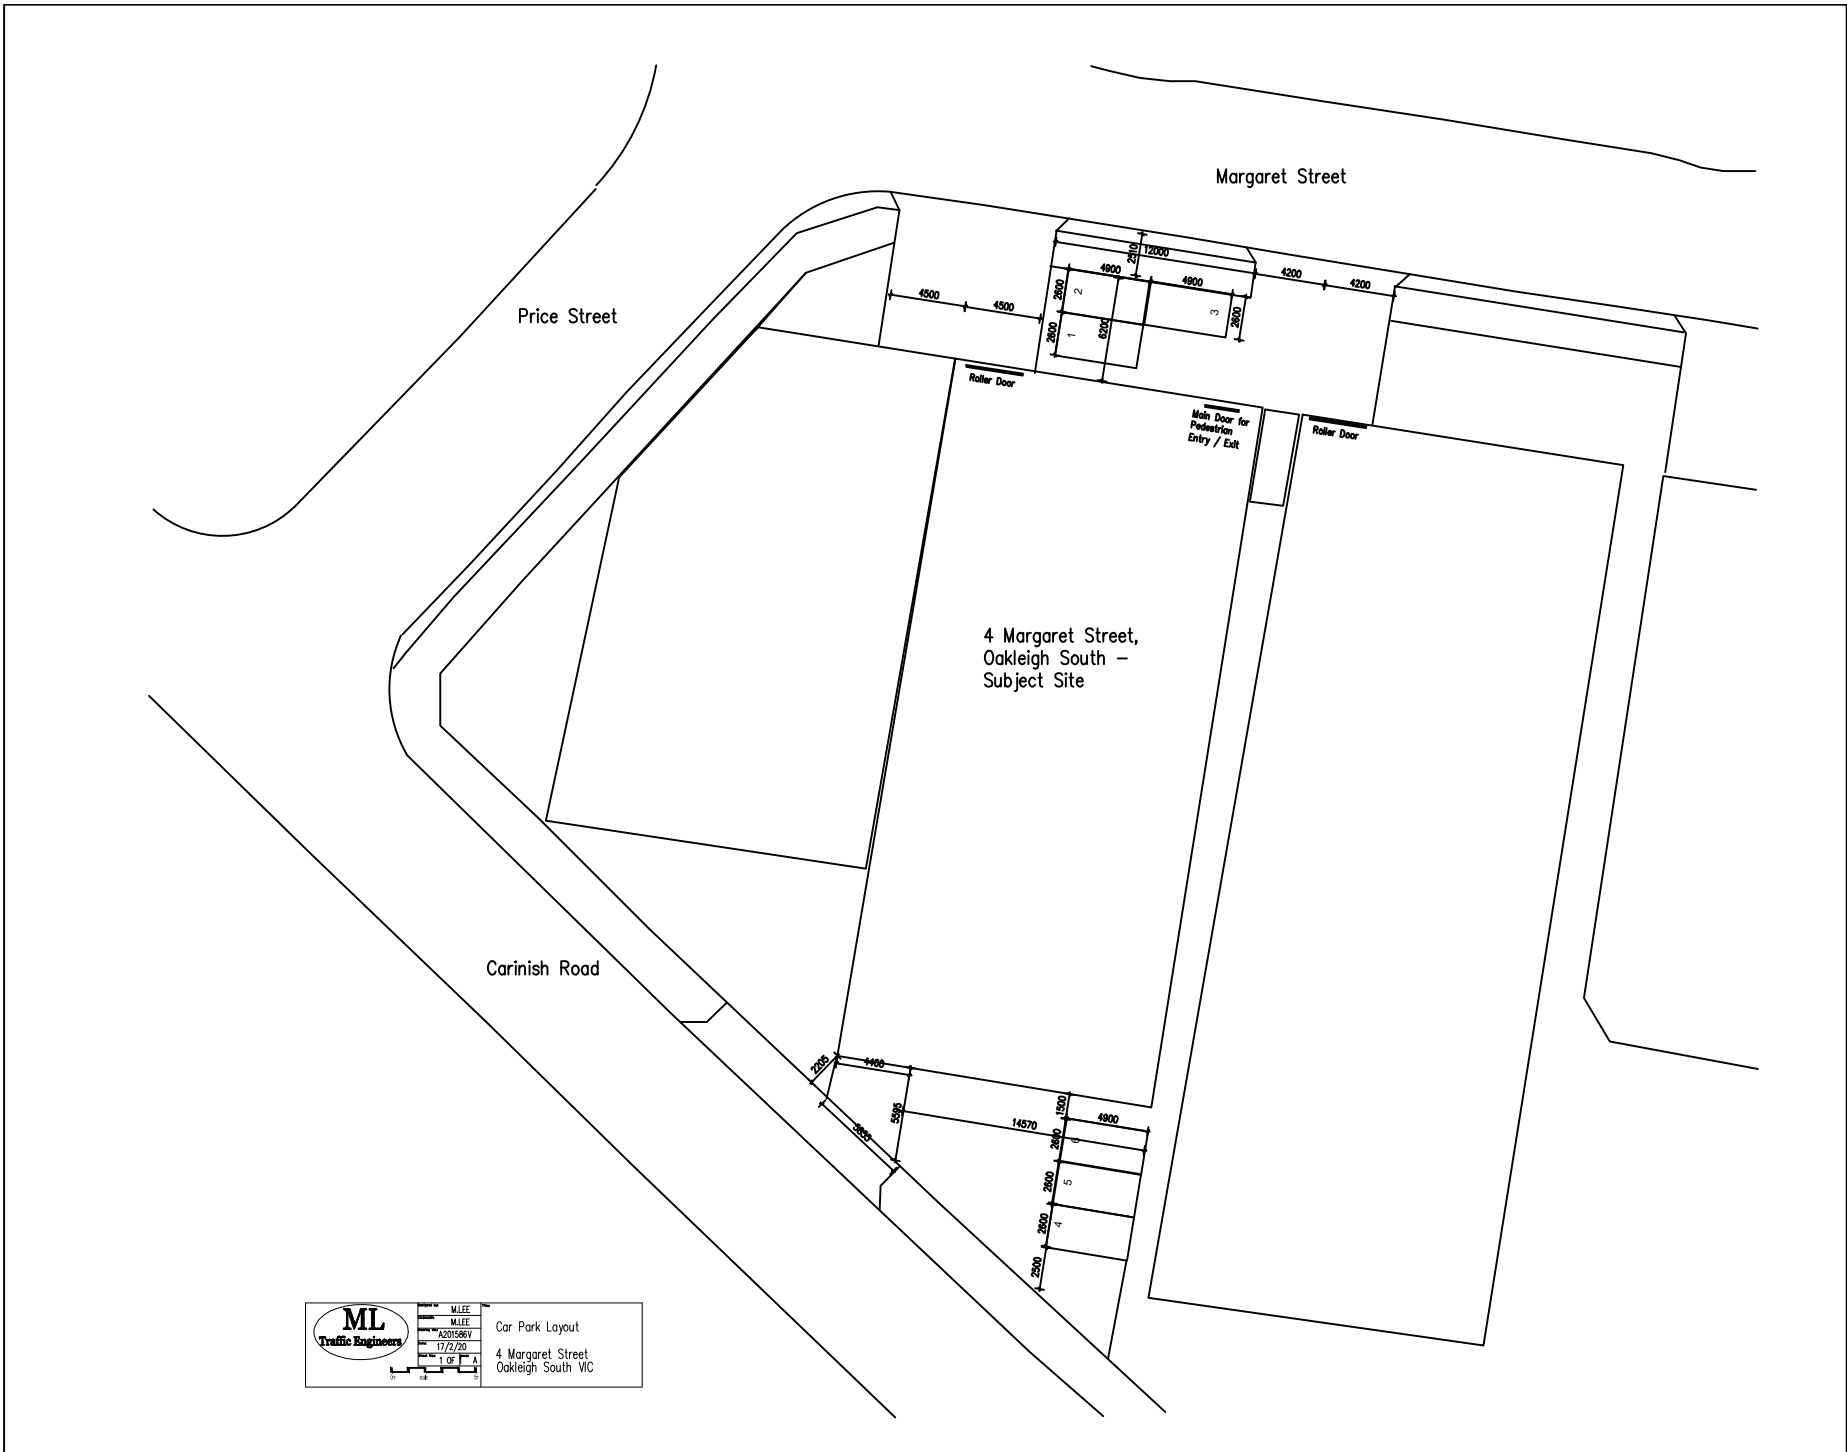 Margaret Street
Price Street
2510
12000
4900
4900
4200
4200
4500
4500
2600
2
3
2600
2600
1
6200
Roller Door
Main Door for
Pedestrian
Entry / Exit
Roller Door
4 Margaret Street,
Oakleigh South –
Subject Site
Carinish Road
2205
4460
5595
5655
14570
1500
4900
2600
6
2600
5
2600
4
2500
ML
Traffic Engineers
M.LEE
M.LEE
A201586V
17/2/20
1 OF 1
A
Car Park Layout
4 Margaret Street
Oakleigh South VIC